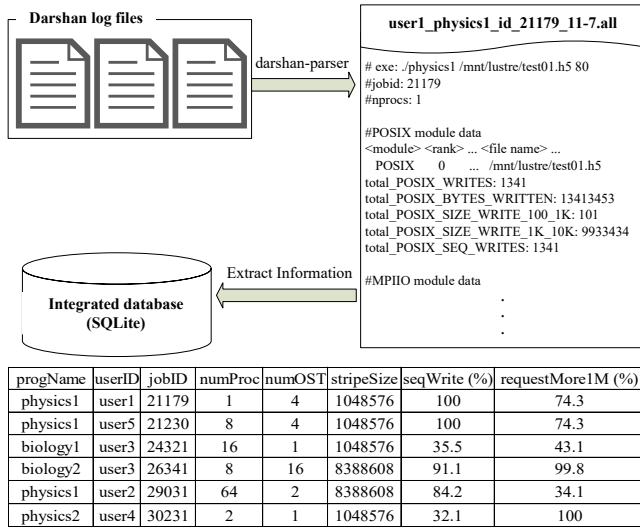 Darshan log files
darshan-parser
user1_physics1_id_21179_11-7.all
# exe: ./physics1 /mnt/lustre/test01.h5 80
#jobid: 21179
#nprocs: 1
#POSIX module data
<module> <rank> ... <file name> ...
POSIX 0 ... /mnt/lustre/test01.h5
total_POSIX_WRITES: 1341
total_POSIX_BYTES_WRITTEN: 13413453
total_POSIX_SIZE_WRITE_100_1K: 101
total_POSIX_SIZE_WRITE_1K_10K: 9933434
total_POSIX_SEQ_WRITES: 1341
#MPIIO module data
.
.
.
Extract Information
Integrated database
(SQLite)
progName userID jobID numProc numOST stripeSize seqWrite (%) requestMore1M (%)
physics1 user1 21179 1 4 1048576 100 74.3
physics1 user5 21230 8 4 1048576 100 74.3
biology1 user3 24321 16 1 1048576 35.5 43.1
biology2 user3 26341 8 16 8388608 91.1 99.8
physics1 user2 29031 64 2 8388608 84.2 34.1
physics2 user4 30231 2 1 1048576 32.1 100